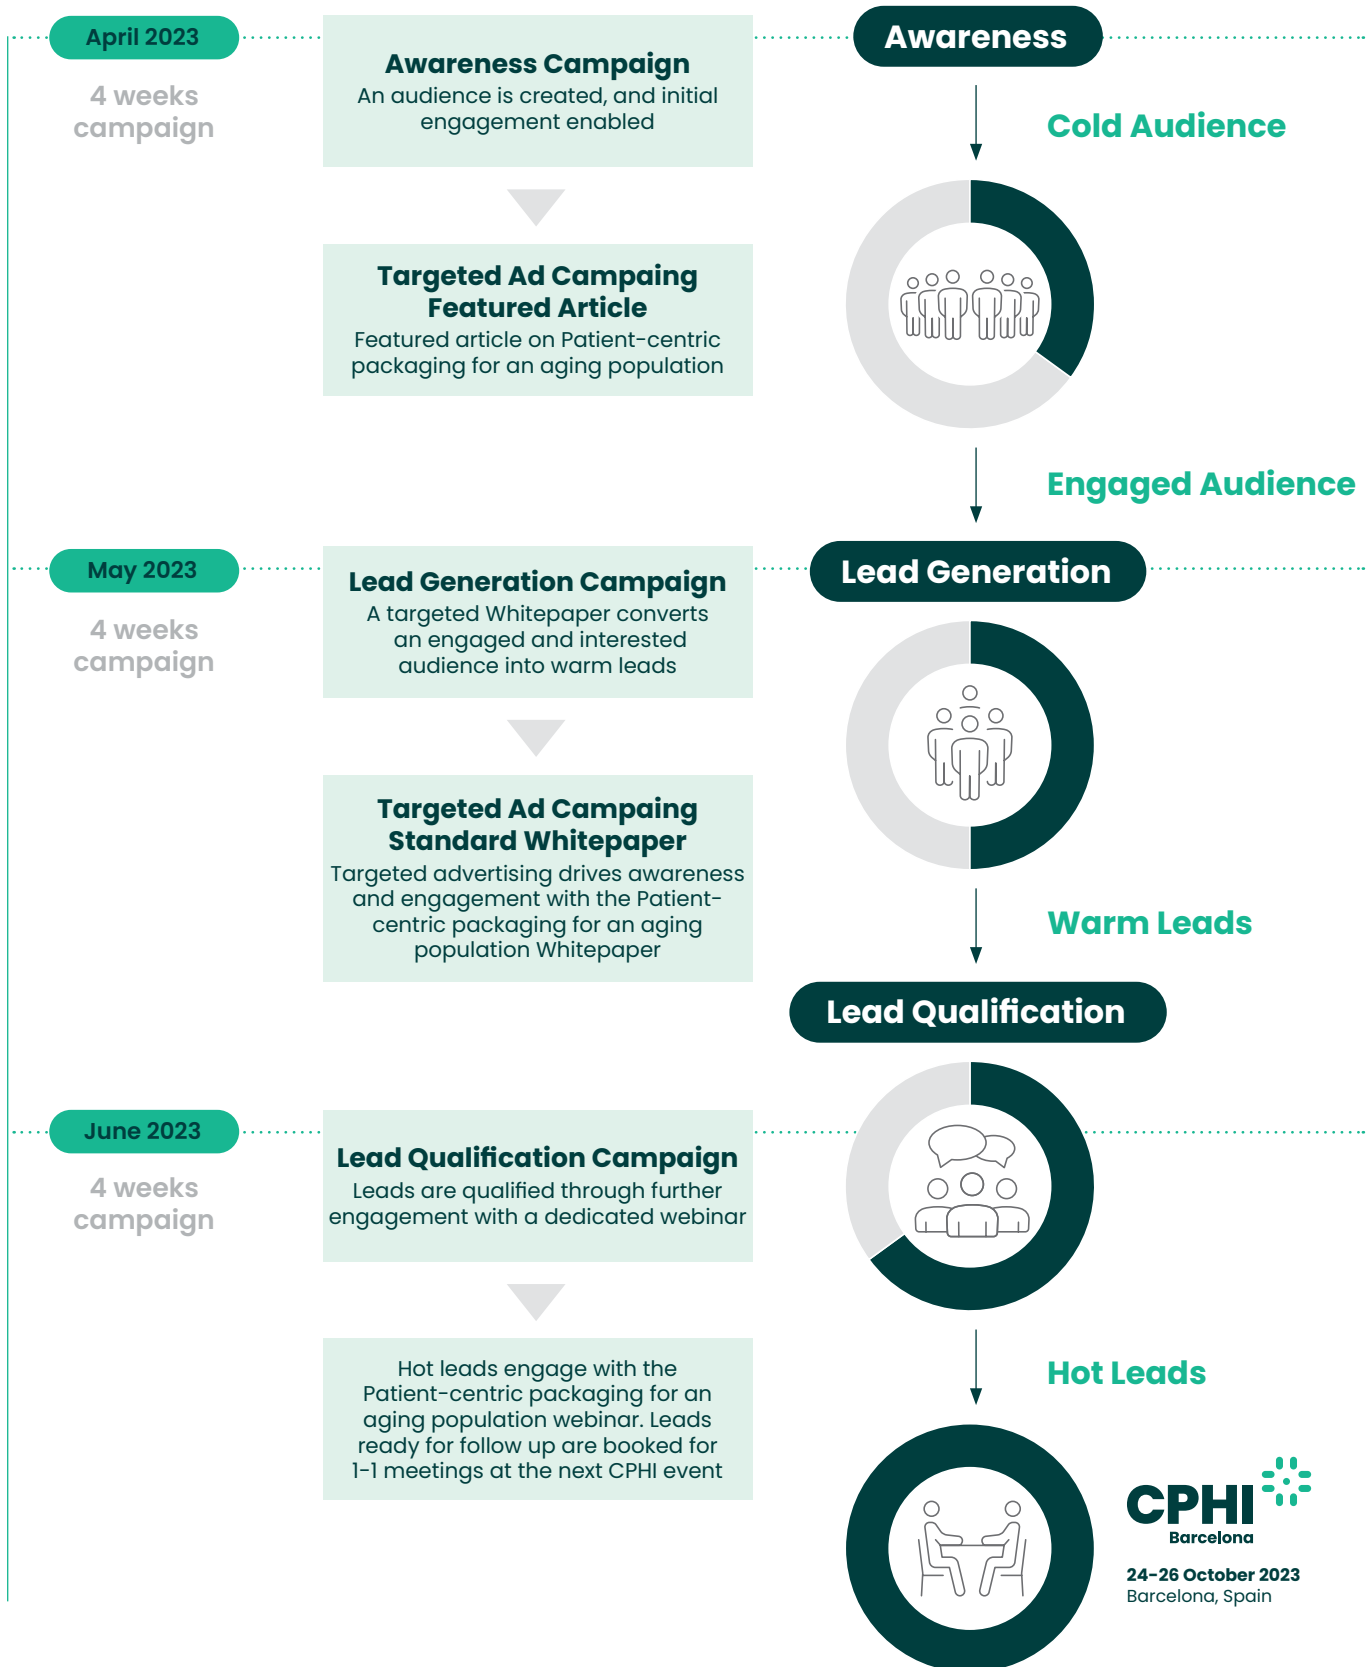 April 2023
4 weeks
campaign
Awareness Campaign
An audience is created, and initial
engagement enabled
Awareness
Cold Audience
Targeted Ad Campaing
Featured Article
Featured article on Patient-centric
packaging for an aging population
Engaged Audience
May 2023
4 weeks
campaign
Lead Generation Campaign
A targeted Whitepaper converts
an engaged and interested
audience into warm leads
Lead Generation
Targeted Ad Campaing
Standard Whitepaper
Targeted advertising drives awareness
and engagement with the Patient-
centric packaging for an aging
population Whitepaper
Warm Leads
Lead Qualification
June 2023
4 weeks
campaign
Lead Qualification Campaign
Leads are qualified through further
engagement with a dedicated webinar
Hot leads engage with the
Patient-centric packaging for an
aging population webinar. Leads
ready for follow up are booked for
1-1 meetings at the next CPHI event
Hot Leads
CPHI
Barcelona
24-26 October 2023
Barcelona, Spain